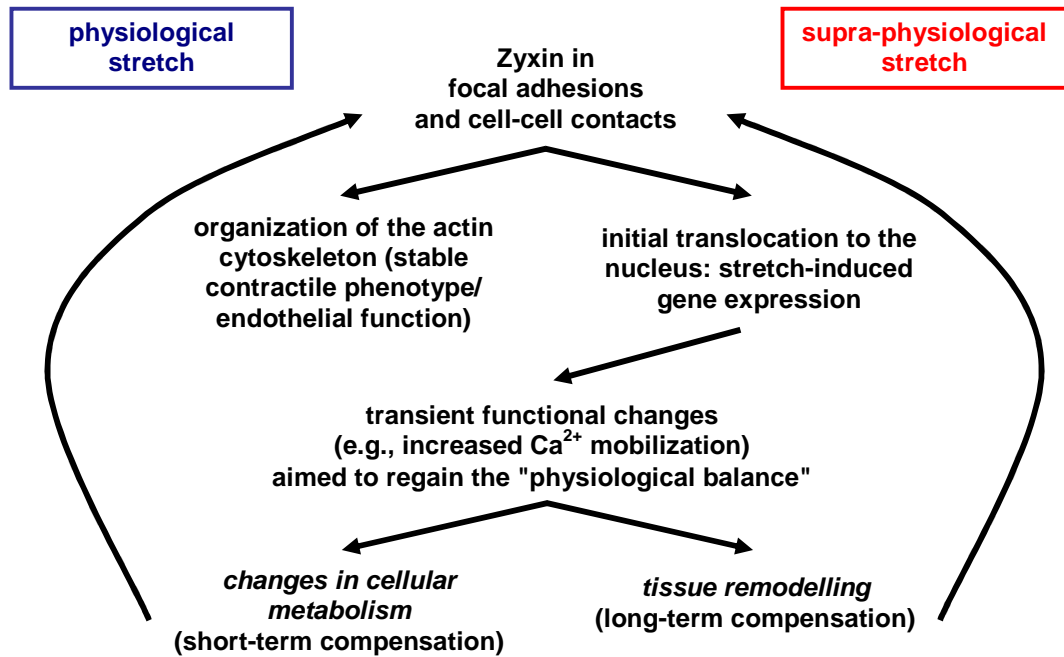 physiological
stretch
supra-physiological
stretch
Zyxin in
focal adhesions
and cell-cell contacts
organization of the actin
cytoskeleton (stable
contractile phenotype/
endothelial function)
initial translocation to the
nucleus: stretch-induced
gene expression
transient functional changes
(e.g., increased Ca²⁺ mobilization)
aimed to regain the "physiological balance"
changes in cellular
metabolism
(short-term compensation)
tissue remodelling
(long-term compensation)